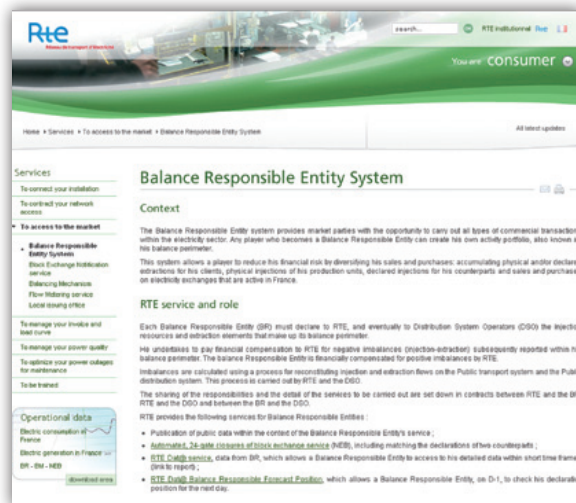 Rte
Réseau de transport d'électricité
search...
RTE institutionnel
You are consumer
Home Services To access to the market Balance Responsible Entity System
All latest updates
Services
To connect your installation
To contract your network
access
To access to the market
Balance Responsible
Entity System
Block Exchange Notification
service
Balancing Mechanism
Flow Metering service
Local issuing office
To manage your invoice and
load curve
To manage your power quality
To optimize your power outages
for maintenance
To be trained
Operational data
Electric consumption in
France
Electric generation in France
BR - BM - NEB
download area
Balance Responsible Entity System
Context
The Balance Responsible Entity system provides market parties with the opportunity to carry out all types of commercial transaction
within the electricity sector. Any player who becomes a Balance Responsible Entity can create his own activity portfolio, also known a
his balance perimeter.
This system allows a player to reduce his financial risk by diversifying his sales and purchases: accumulating physical and/or declare
extractions for his clients, physical injections of his production units, declared injections for his counterparts and sales and purchase
on electricity exchanges that are active in France.
RTE service and role
Each Balance Responsible Entity (BR) must declare to RTE, and eventually to Distribution System Operators (DSO) the injectio
resources and extraction elements that make up its balance perimeter.
He undertakes to pay financial compensation to RTE for negative imbalances (injection-extraction) subsequently reported within h
balance perimeter. The balance Responsible Entity is financially compensated for positive imbalances by RTE.
Imbalances are calculated using a process for reconstituting injection and extraction flows on the Public transport system and the Publ
distribution system. This process is carried out by RTE and the DSO.
The sharing of the responsibilities and the detail of the services to be carried out are set down in contracts between RTE and the BR
RTE and the DSO and between the BR and the DSO.
RTE provides the following services for Balance Responsible Entities :
Publication of public data within the context of the Balance Responsible Entity's service ;
Automated, 24-gate closures of block exchange service (NEB), including matching the declarations of two counterparts ;
RTE Dat@ service, data from BR, which allows a Balance Responsible Entity to access to his detailed data within short time frame
(link to report) ;
RTE Dat@ Balance Responsible Forecast Position, which allows a Balance Responsible Entity, on D-1, to check his declaratio
position for the next day.